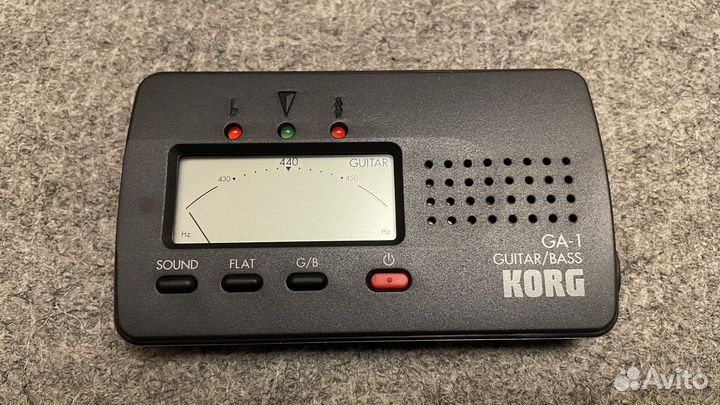 ♭ ♯
440
430 450
GUITAR
Hz Hz
SOUND FLAT G/B
GA-1
GUITAR/BASS
KORG
Avito